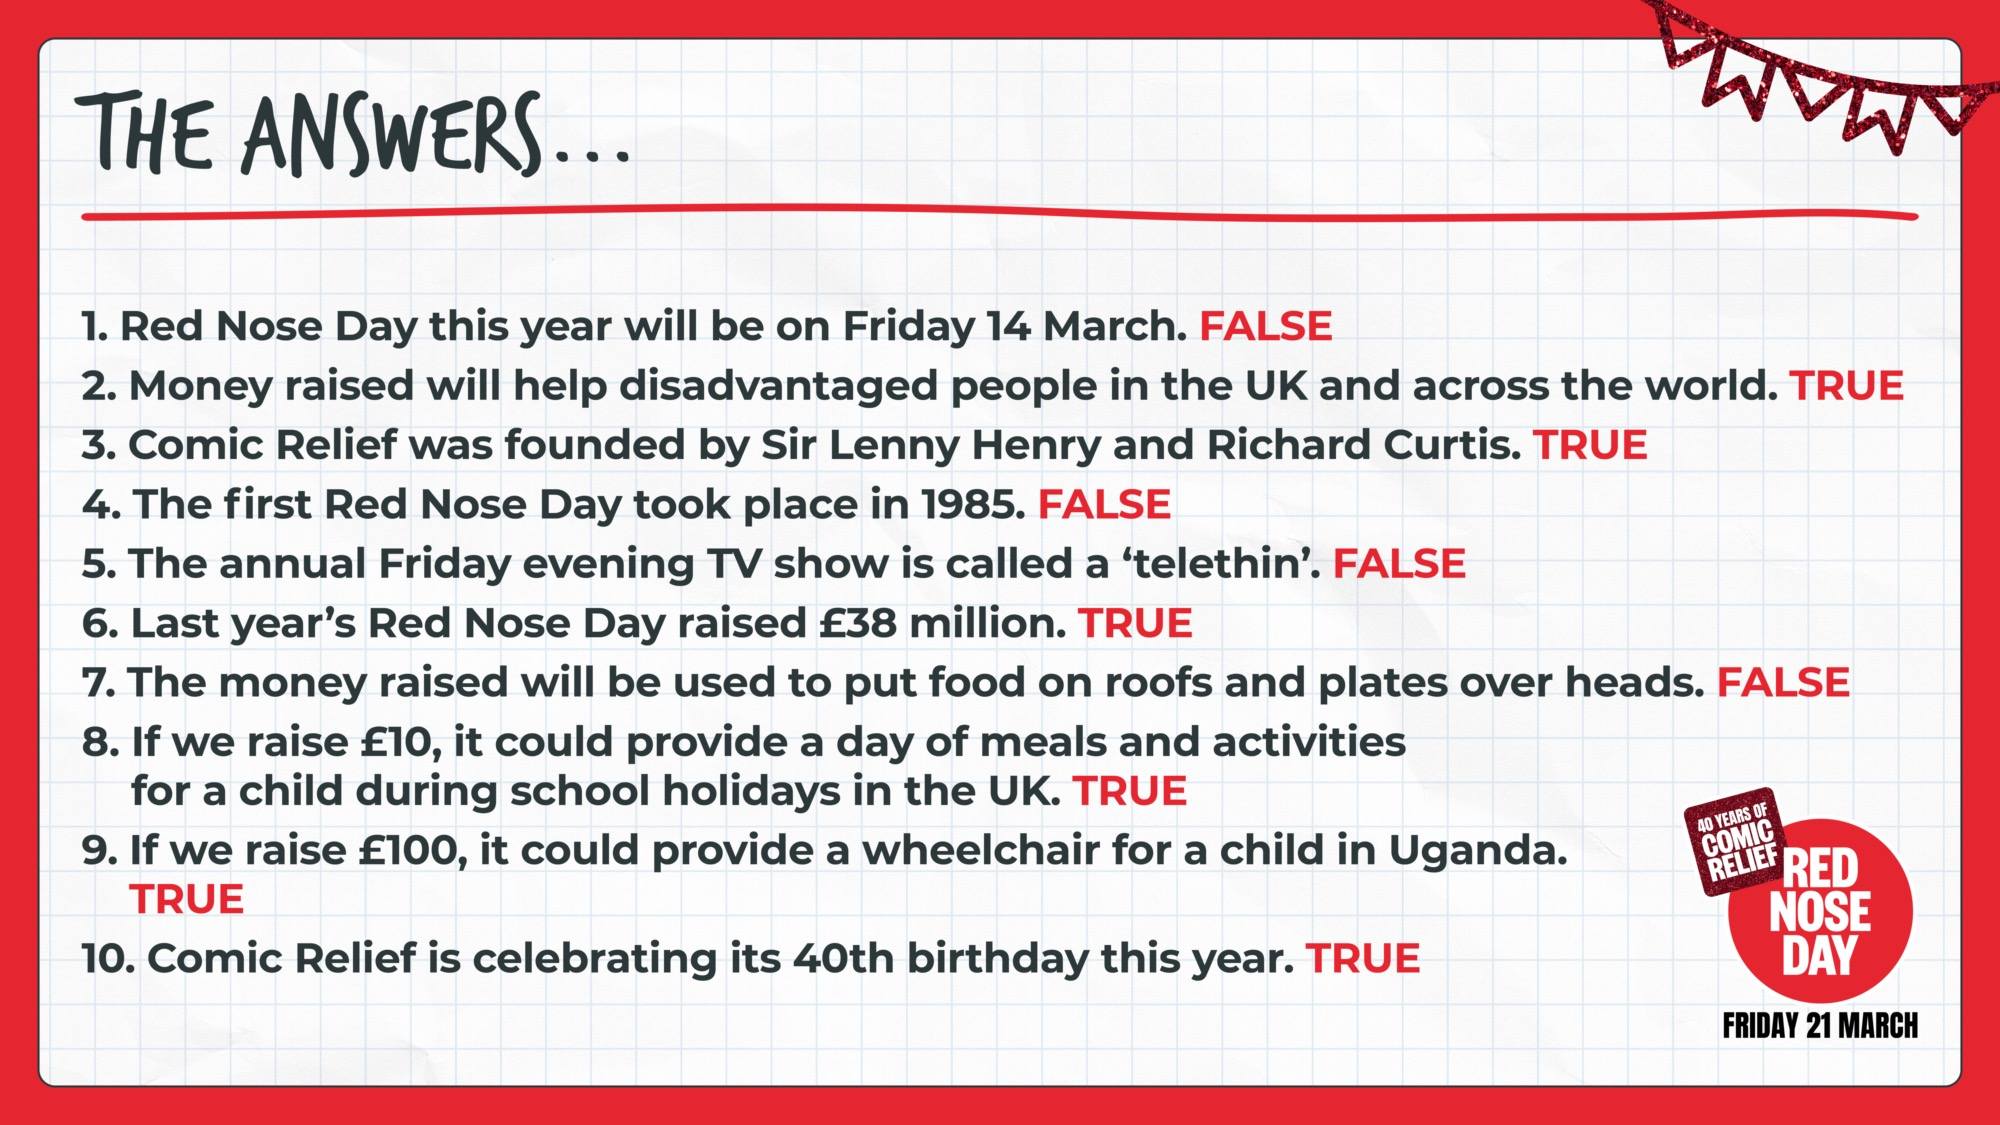 THE ANSWERS...
1. Red Nose Day this year will be on Friday 14 March. FALSE
2. Money raised will help disadvantaged people in the UK and across the world. TRUE
3. Comic Relief was founded by Sir Lenny Henry and Richard Curtis. TRUE
4. The first Red Nose Day took place in 1985. FALSE
5. The annual Friday evening TV show is called a ‘telethin’. FALSE
6. Last year’s Red Nose Day raised £38 million. TRUE
7. The money raised will be used to put food on roofs and plates over heads. FALSE
8. If we raise £10, it could provide a day of meals and activities
for a child during school holidays in the UK. TRUE
9. If we raise £100, it could provide a wheelchair for a child in Uganda.
TRUE
10. Comic Relief is celebrating its 40th birthday this year. TRUE
40 YEARS OF
COMIC
RELIEF
RED
NOSE
DAY
FRIDAY 21 MARCH